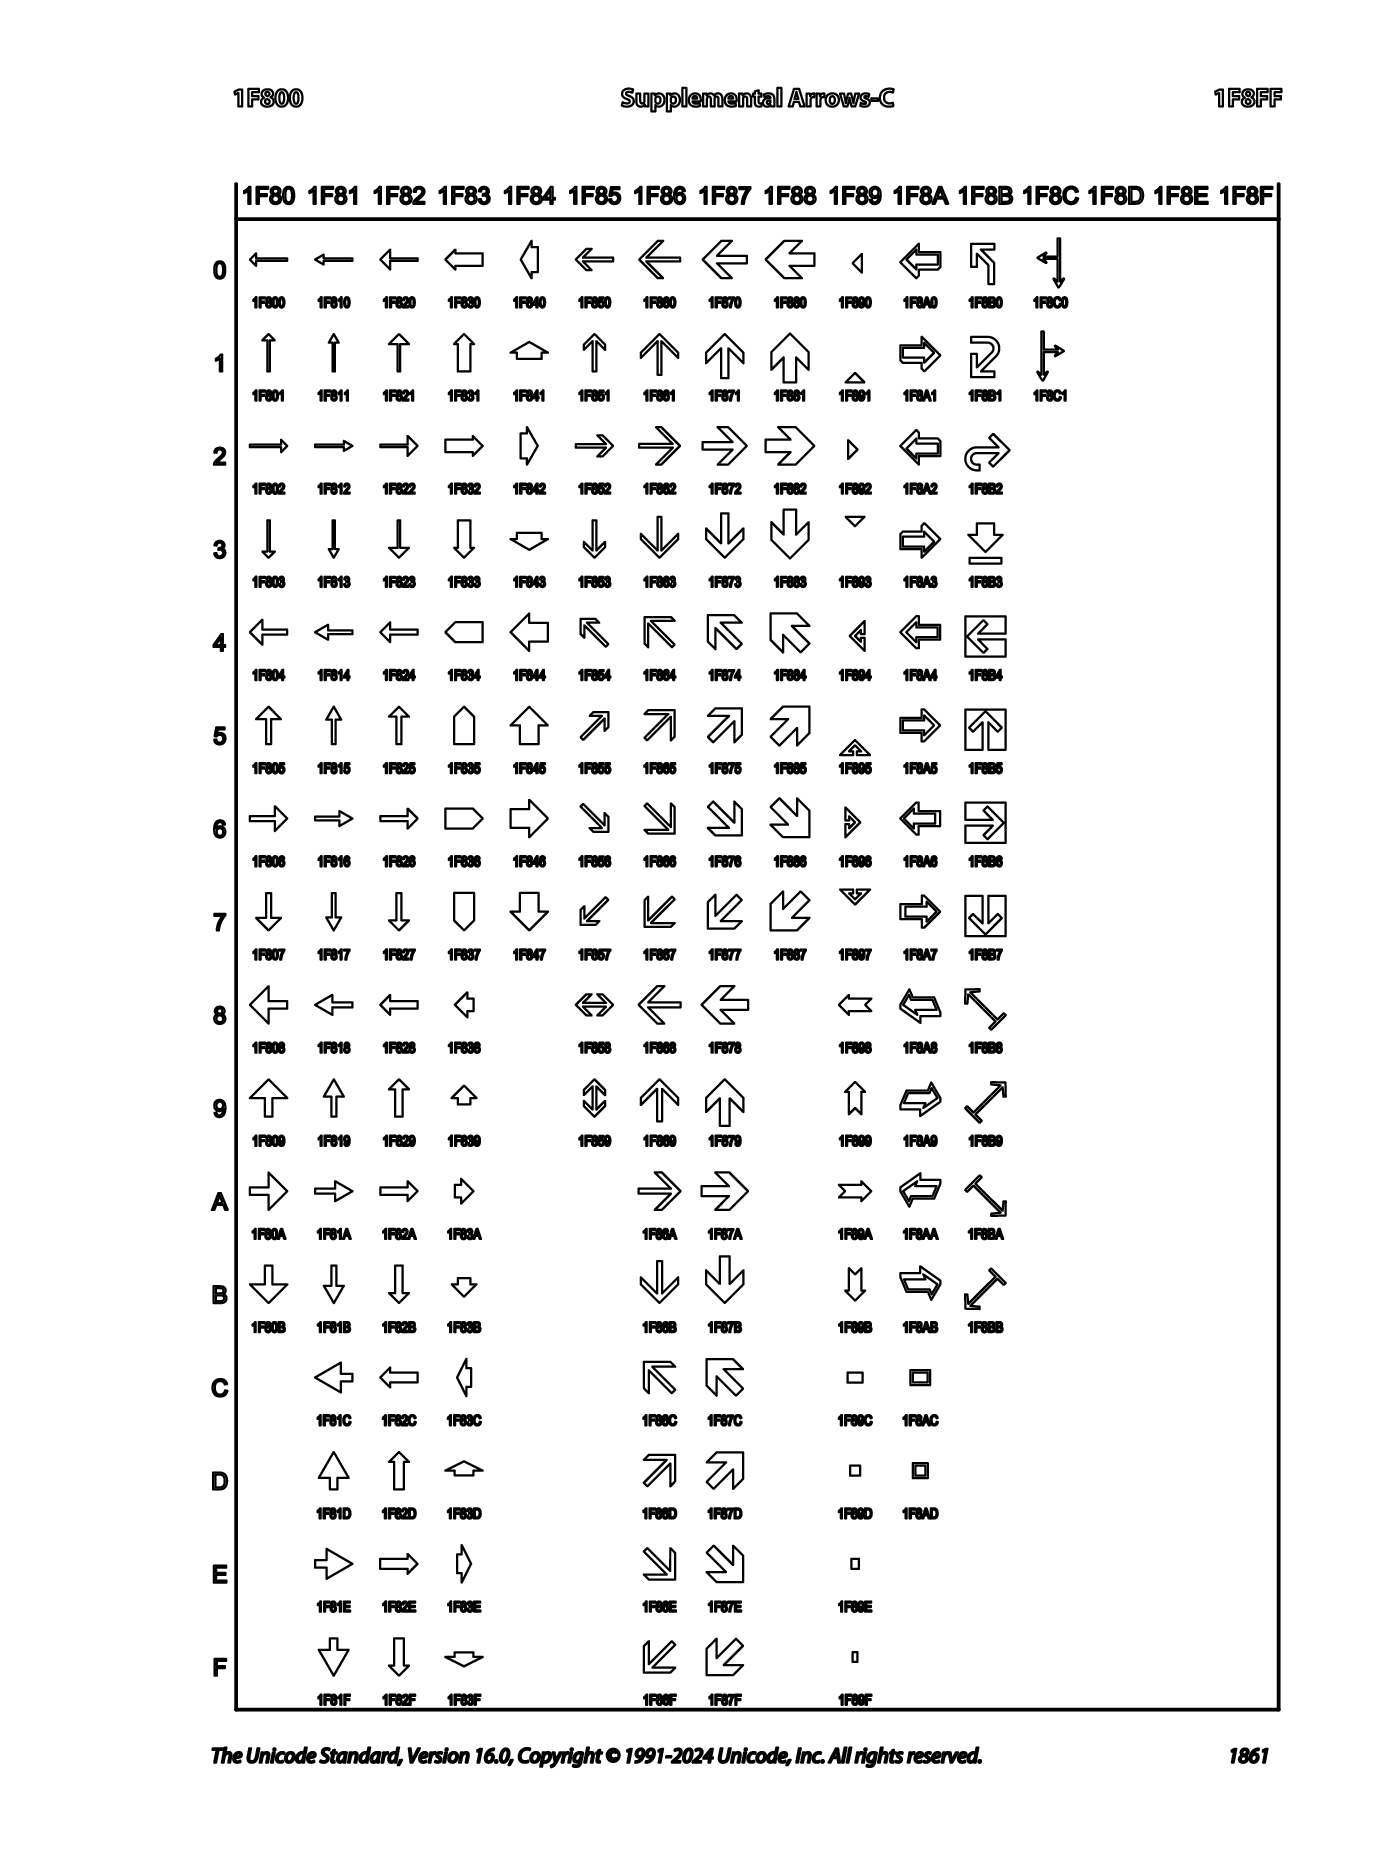 1F800 Supplemental Arrows-C 1F8FF
1F80 1F81 1F82 1F83 1F84 1F85 1F86 1F87 1F88 1F89 1F8A 1F8B 1F8C 1F8D 1F8E 1F8F
0
1F800 1F810 1F820 1F830 1F840 1F850 1F860 1F870 1F880 1F890 1F8A0 1F8B0 1F8C0
1
1F801 1F811 1F821 1F831 1F841 1F851 1F861 1F871 1F881 1F891 1F8A1 1F8B1 1F8C1
2
1F802 1F812 1F822 1F832 1F842 1F852 1F862 1F872 1F882 1F892 1F8A2 1F8B2
3
1F803 1F813 1F823 1F833 1F843 1F853 1F863 1F873 1F883 1F893 1F8A3 1F8B3
4
1F804 1F814 1F824 1F834 1F844 1F854 1F864 1F874 1F884 1F894 1F8A4 1F8B4
5
1F805 1F815 1F825 1F835 1F845 1F855 1F865 1F875 1F885 1F895 1F8A5 1F8B5
6
1F806 1F816 1F826 1F836 1F846 1F856 1F866 1F876 1F886 1F896 1F8A6 1F8B6
7
1F807 1F817 1F827 1F837 1F847 1F857 1F867 1F877 1F887 1F897 1F8A7 1F8B7
8
1F808 1F818 1F828 1F838 1F858 1F868 1F878 1F898 1F8A8 1F8B8
9
1F809 1F819 1F829 1F839 1F859 1F869 1F879 1F899 1F8A9 1F8B9
A
1F80A 1F81A 1F82A 1F83A 1F86A 1F87A 1F89A 1F8AA 1F8BA
B
1F80B 1F81B 1F82B 1F83B 1F86B 1F87B 1F89B 1F8AB 1F8BB
C
1F81C 1F82C 1F83C 1F86C 1F87C 1F89C 1F8AC
D
1F81D 1F82D 1F83D 1F86D 1F87D 1F89D 1F8AD
E
1F81E 1F82E 1F83E 1F86E 1F87E 1F89E
F
1F81F 1F82F 1F83F 1F86F 1F87F 1F89F
The Unicode Standard, Version 16.0, Copyright © 1991-2024 Unicode, Inc. All rights reserved. 1861